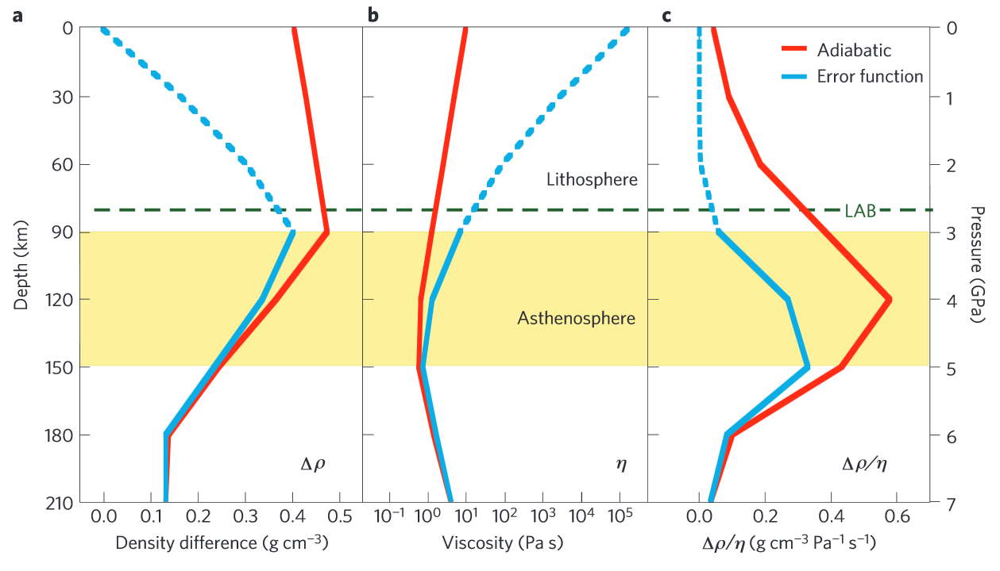 a
b
c
0
30
60
90
120
150
180
210
Depth (km)
0.0 0.1 0.2 0.3 0.4 0.5
Density difference (g cm⁻³)
Δρ
Lithosphere
Asthenosphere
η
10⁻¹ 10⁰ 10¹ 10² 10³ 10⁴ 10⁵
Viscosity (Pa s)
Adiabatic
Error function
LAB
Δρ/η
0.0 0.2 0.4 0.6
Δρ/η (g cm⁻³ Pa⁻¹ s⁻¹)
0
1
2
3
4
5
6
7
Pressure (GPa)